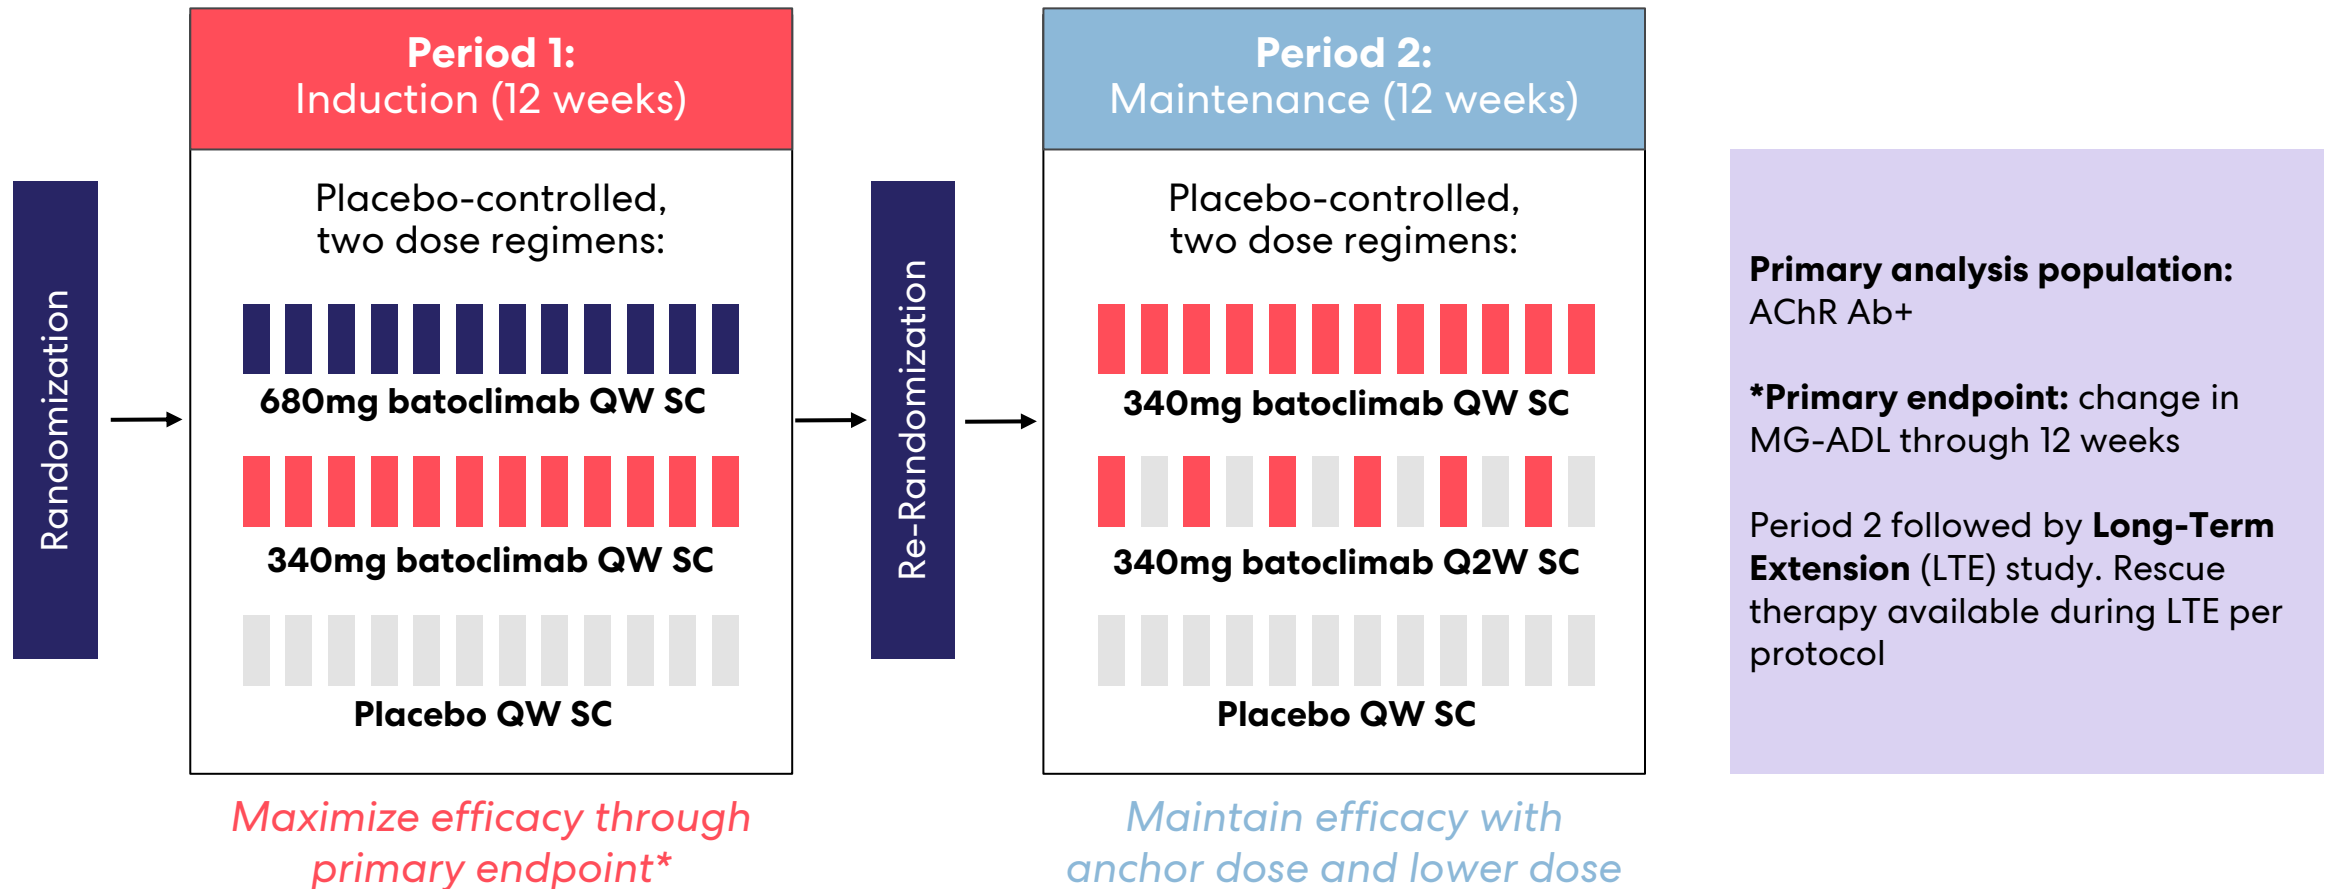 Randomization
Period 1:
Induction (12 weeks)
Placebo-controlled,
two dose regimens:
680mg batoclimab QW SC
340mg batoclimab QW SC
Placebo QW SC
Maximize efficacy through
primary endpoint*
Re-Randomization
Period 2:
Maintenance (12 weeks)
Placebo-controlled,
two dose regimens:
340mg batoclimab QW SC
340mg batoclimab Q2W SC
Placebo QW SC
Maintain efficacy with
anchor dose and lower dose
Primary analysis population:
AChR Ab+
*Primary endpoint: change in
MG-ADL through 12 weeks
Period 2 followed by Long-Term
Extension (LTE) study. Rescue
therapy available during LTE per
protocol